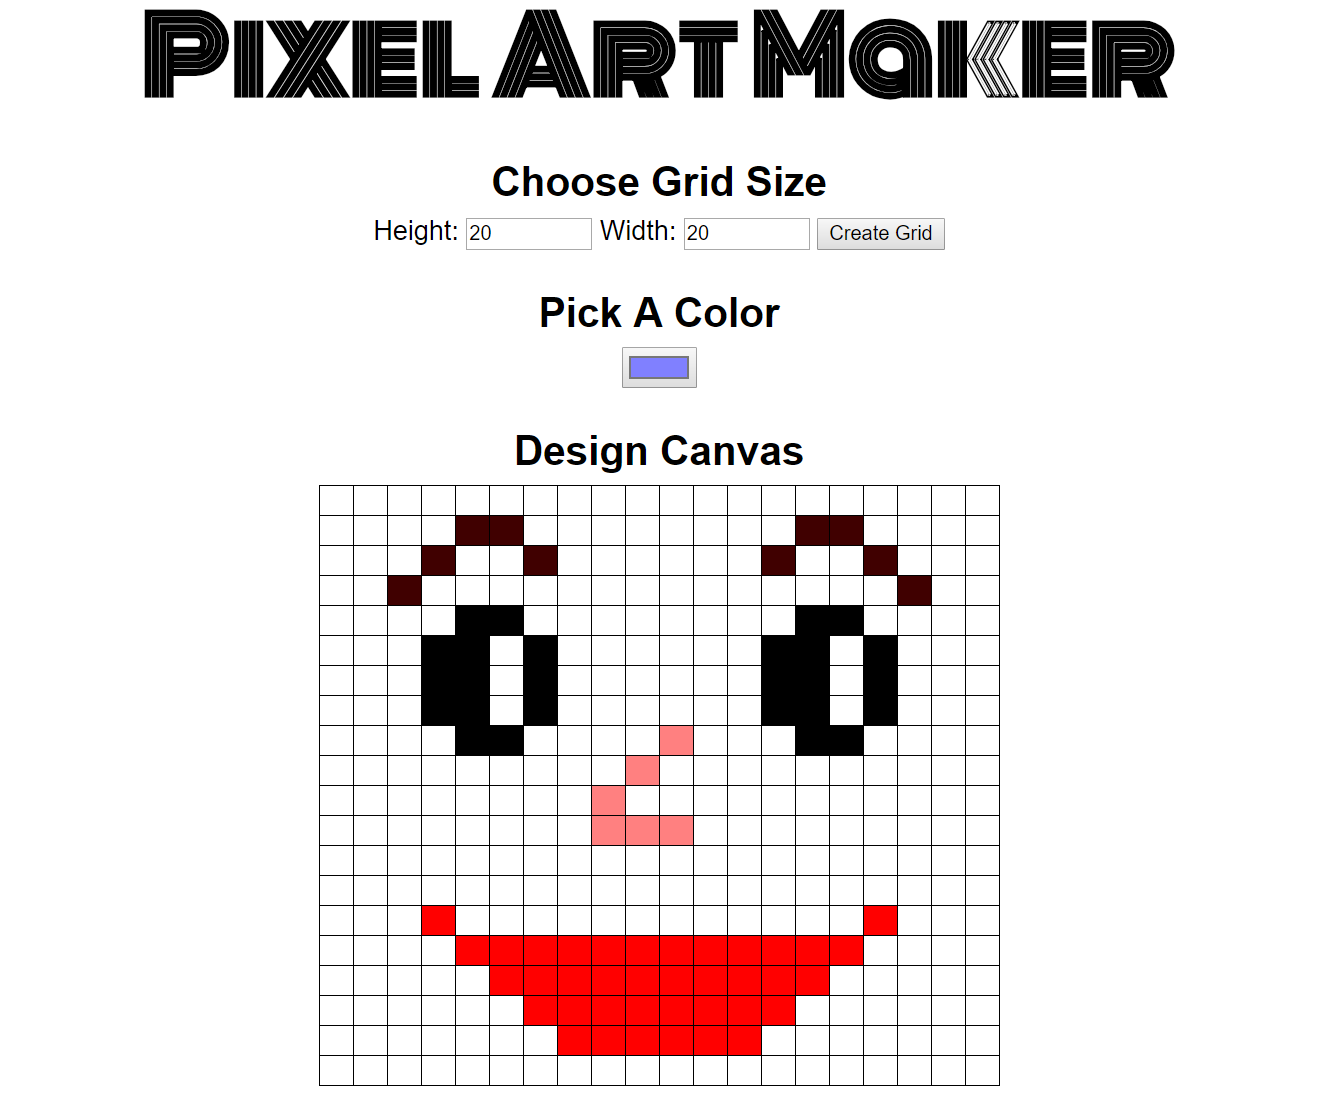 Pixel Art Maker
Choose Grid Size
Height: 20 Width: 20 Create Grid
Pick A Color
Design Canvas